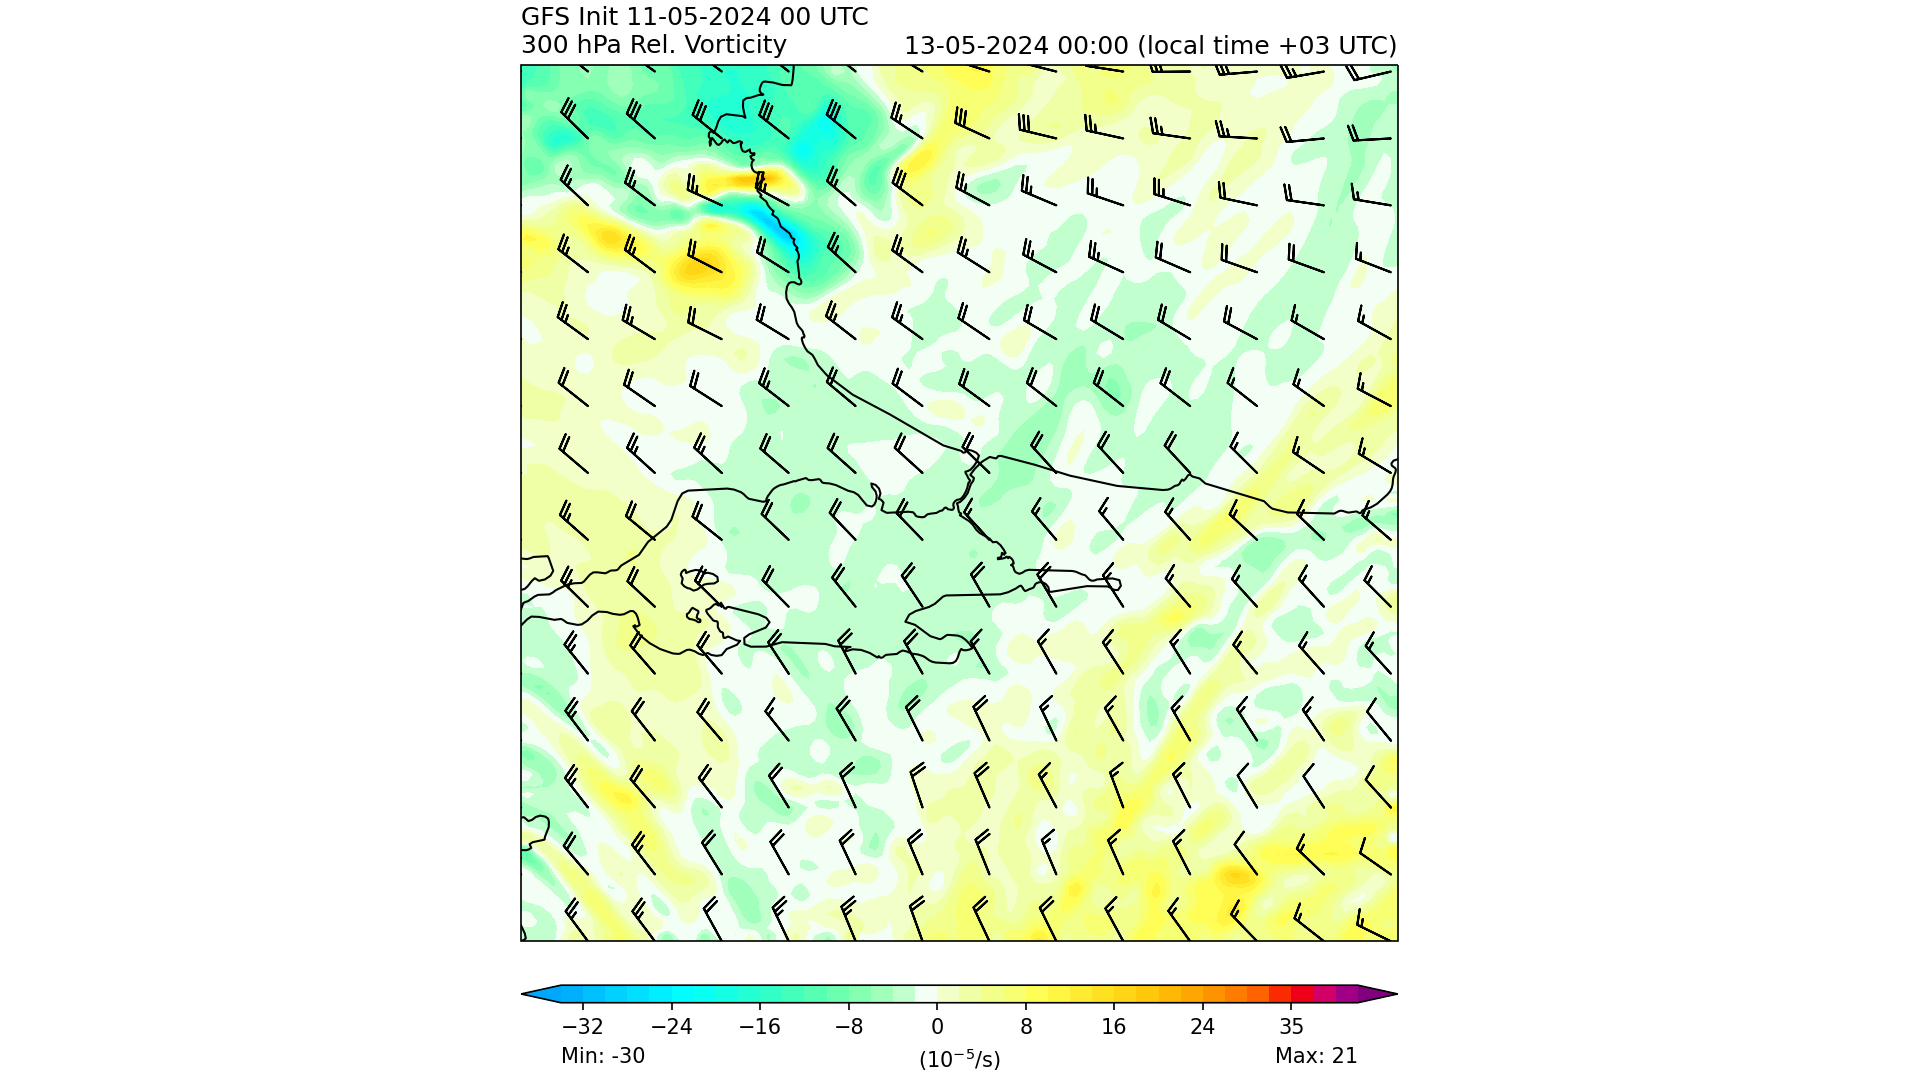 GFS Init 11-05-2024 00 UTC
300 hPa Rel. Vorticity
13-05-2024 00:00 (local time +03 UTC)
−32 −24 −16 −8 0 8 16 24 35
Min: -30 (10⁻⁵/s) Max: 21